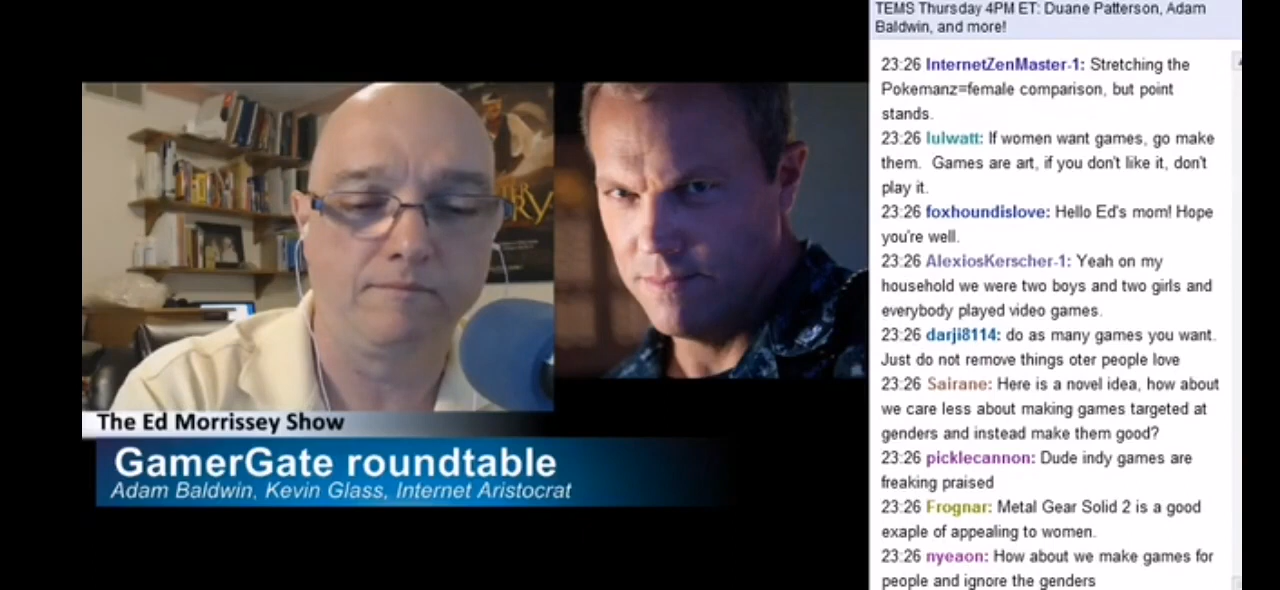 TEMS Thursday 4PM ET: Duane Patterson, Adam
Baldwin, and more!
23:26 InternetZenMaster-1: Stretching the
Pokemanz=female comparison, but point
stands.
23:26 lulwatt: If women want games, go make
them.  Games are art, if you don't like it, don't
play it.
23:26 foxhoundislove: Hello Ed's mom! Hope
you're well.
23:26 AlexiosKerscher-1: Yeah on my
household we were two boys and two girls and
everybody played video games.
23:26 darji8114: do as many games you want.
Just do not remove things oter people love
23:26 Sairane: Here is a novel idea, how about
we care less about making games targeted at
genders and instead make them good?
23:26 picklecannon: Dude indy games are
freaking praised
23:26 Frognar: Metal Gear Solid 2 is a good
exaple of appealing to women.
23:26 nyeaon: How about we make games for
people and ignore the genders
The Ed Morrissey Show
GamerGate roundtable
Adam Baldwin, Kevin Glass, Internet Aristocrat